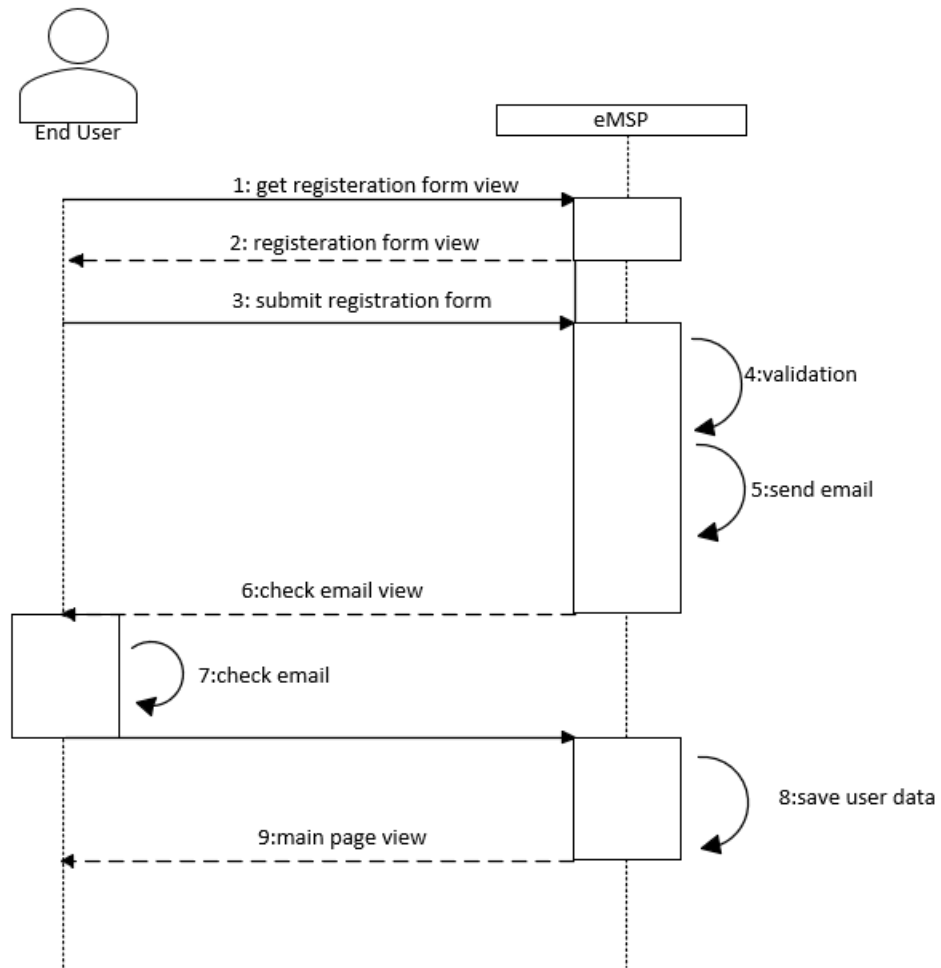 End User
eMSP
1: get registeration form view
2: registeration form view
3: submit registration form
4:validation
5:send email
6:check email view
7:check email
8:save user data
9:main page view